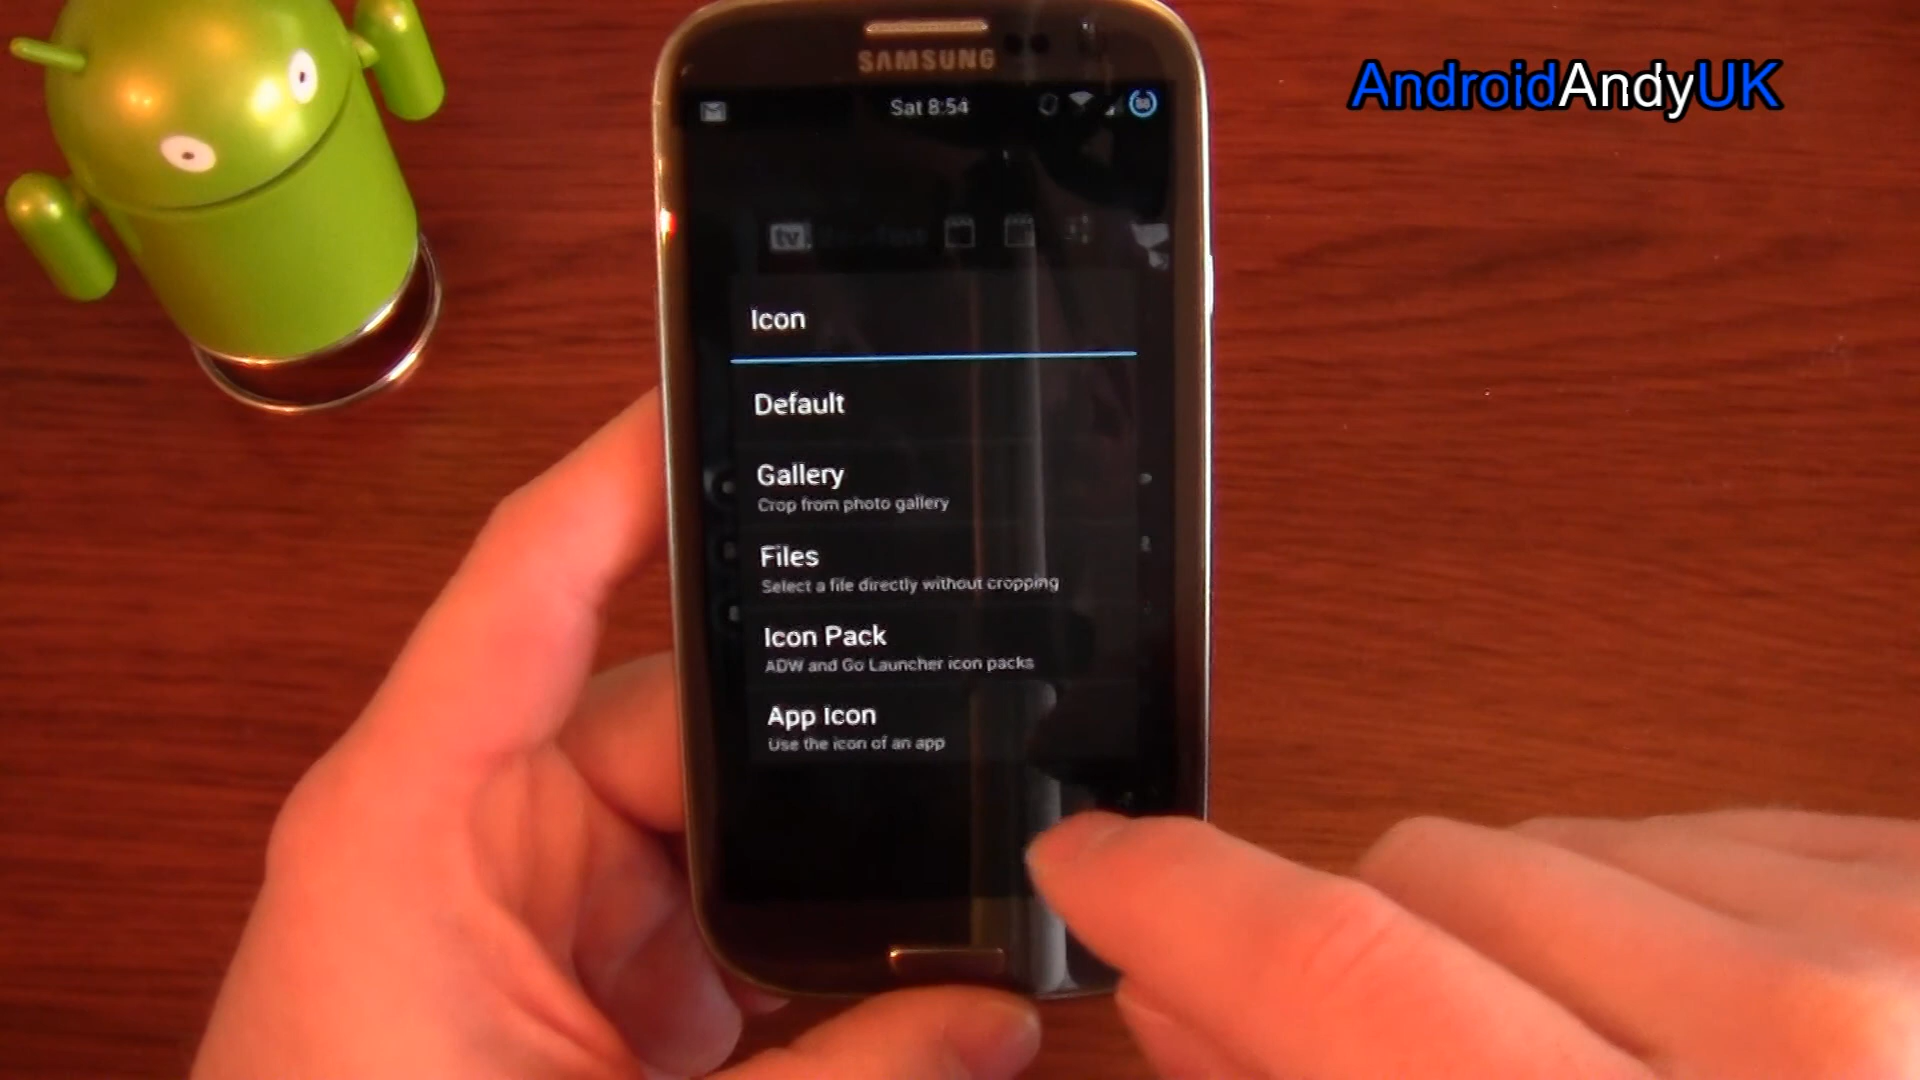 AndroidAndyUK
SAMSUNG
Sat 8:54
tv
Icon
Default
Gallery
Crop from photo gallery
Files
Select a file directly without cropping
Icon Pack
ADW and Go Launcher icon packs
App Icon
Use the icon of an app